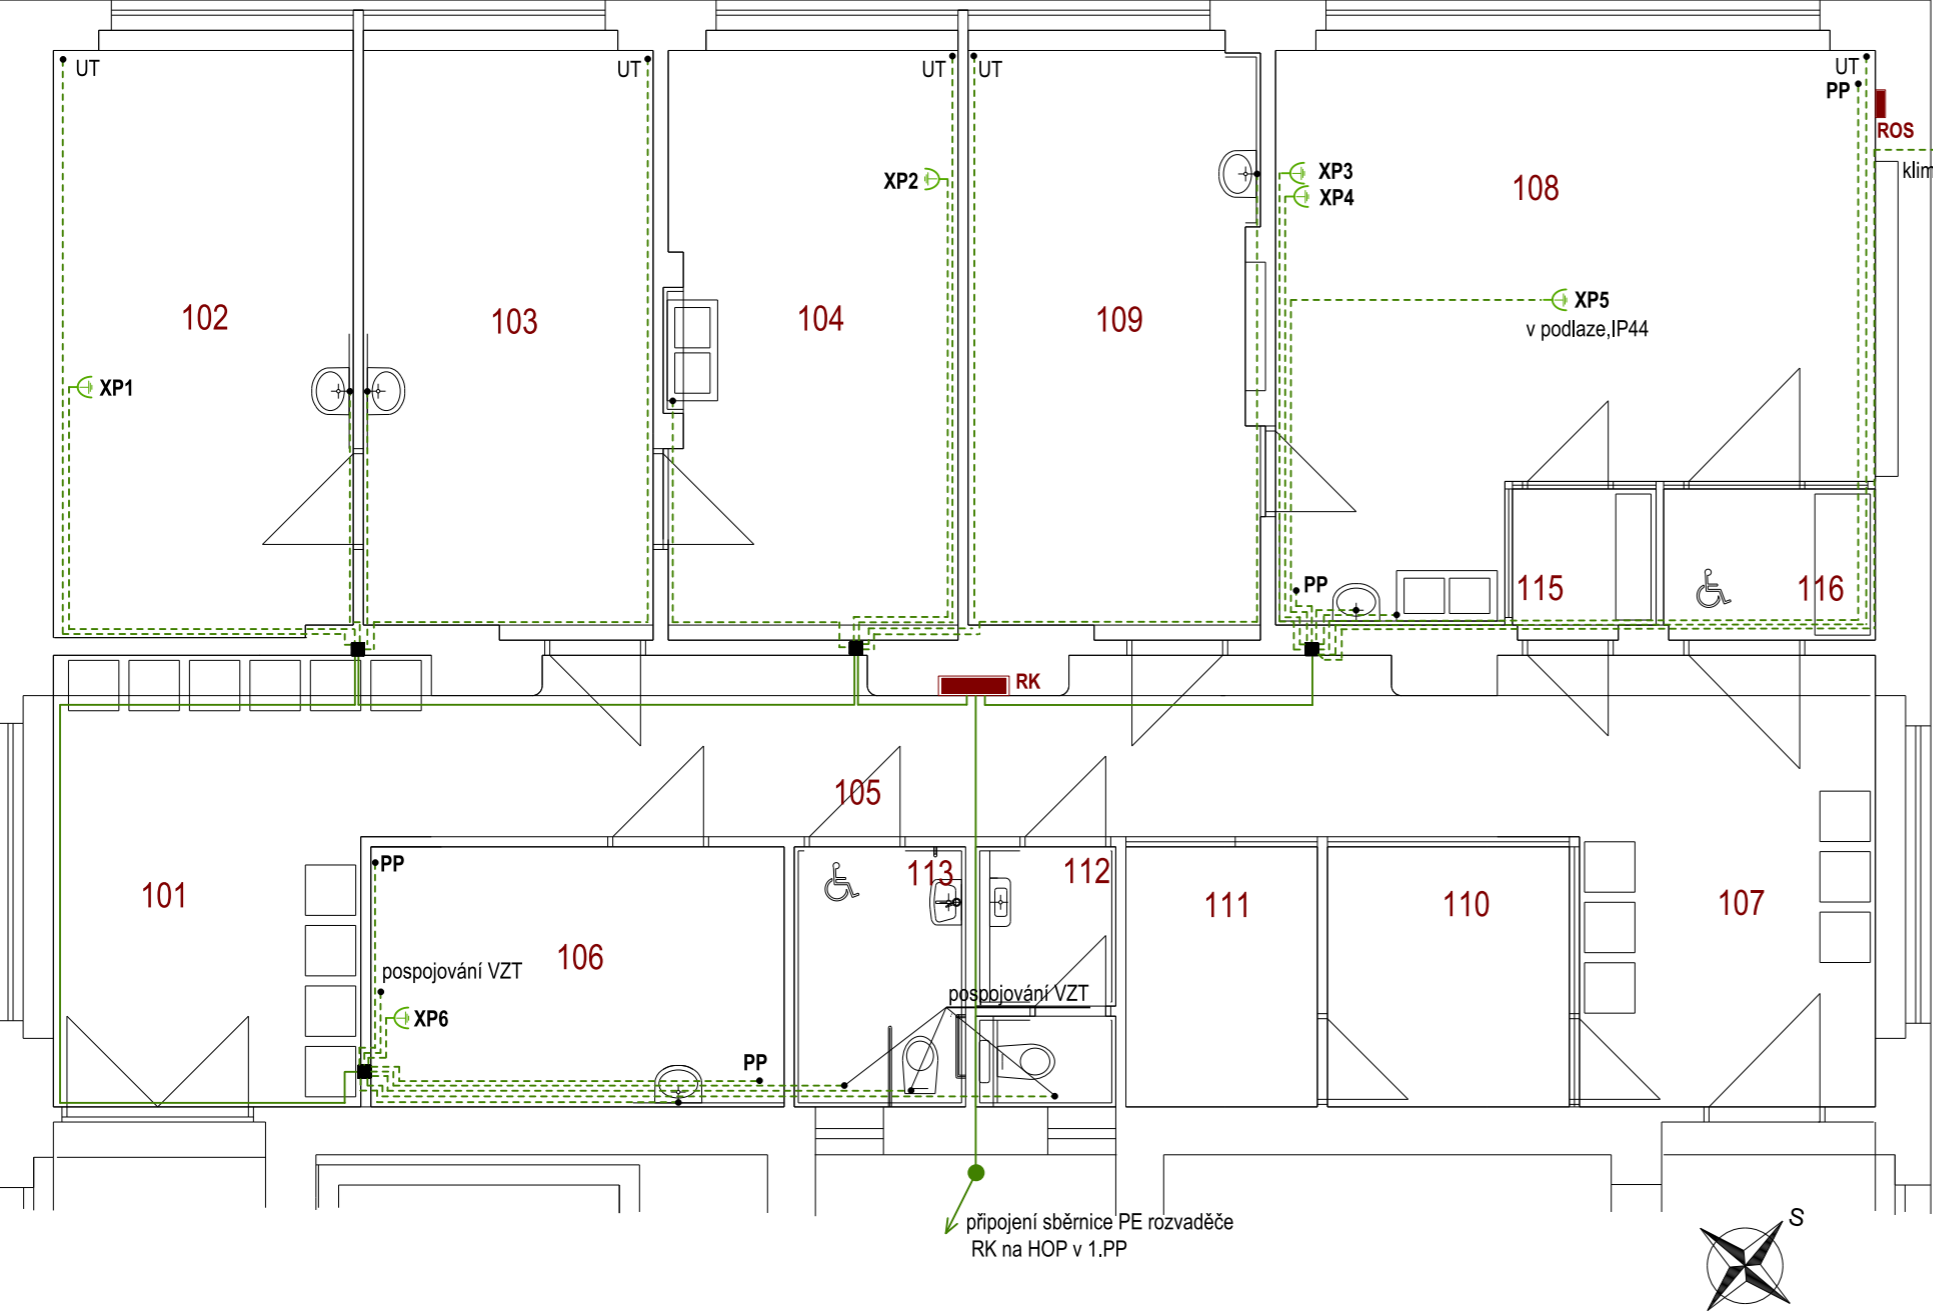 UT
UT
UT
UT
UT
PP
ROS
klim
XP2
XP3
XP4
108
102
103
104
109
XP5
v podlaze,IP44
XP1
PP
115
116
RK
105
PP
113
112
101
111
110
107
106
pospojování VZT
pospojování VZT
XP6
PP
připojení sběrnice PE rozvaděče
RK na HOP v 1.PP
S